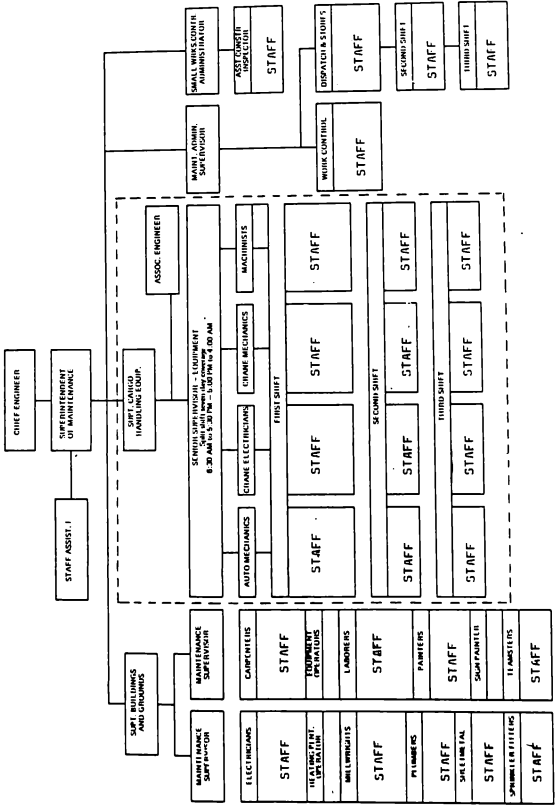 CHIEF ENGINEER
SUPERINTENDENT
OF MAINTENANCE
STAFF ASSIST. I
SUPT. BUILDINGS
AND GROUNDS
MAINTENANCE
SUPERVISOR
ELECTRICIANS
STAFF
HEATING PLNT.
OPERATOR
MILLWRIGHTS
STAFF
PLUMBERS
STAFF
SHEETMETAL
STAFF
SPRINKLER FITTERS
STAFF
MAINTENANCE
SUPERVISOR
CARPENTERS
STAFF
EQUIPMENT
OPERATORS
LABORERS
STAFF
PAINTERS
STAFF
SIGN PAINTER
TEAMSTERS
STAFF
SUPT. CARGO
HANDLING EQUIP.
ASSOC. ENGINEER
SENIOR SUPERVISOR - EQUIPMENT
Split shift seven day coverage
8:30 AM to 5:30 PM - 5:00 PM to 4:00 AM
AUTO MECHANICS
CRANE ELECTRICIANS
CRANE MECHANICS
MACHINISTS
FIRST SHIFT
STAFF
STAFF
STAFF
STAFF
SECOND SHIFT
STAFF
STAFF
STAFF
STAFF
THIRD SHIFT
STAFF
STAFF
STAFF
STAFF
MAINT. ADMIN.
SUPERVISOR
WORK CONTROL
STAFF
DISPATCH & STORES
STAFF
SECOND SHIFT
STAFF
THIRD SHIFT
STAFF
SMALL WRKS. CONTR.
ADMINISTRATOR
ASST CONSTR
INSPECTOR
STAFF